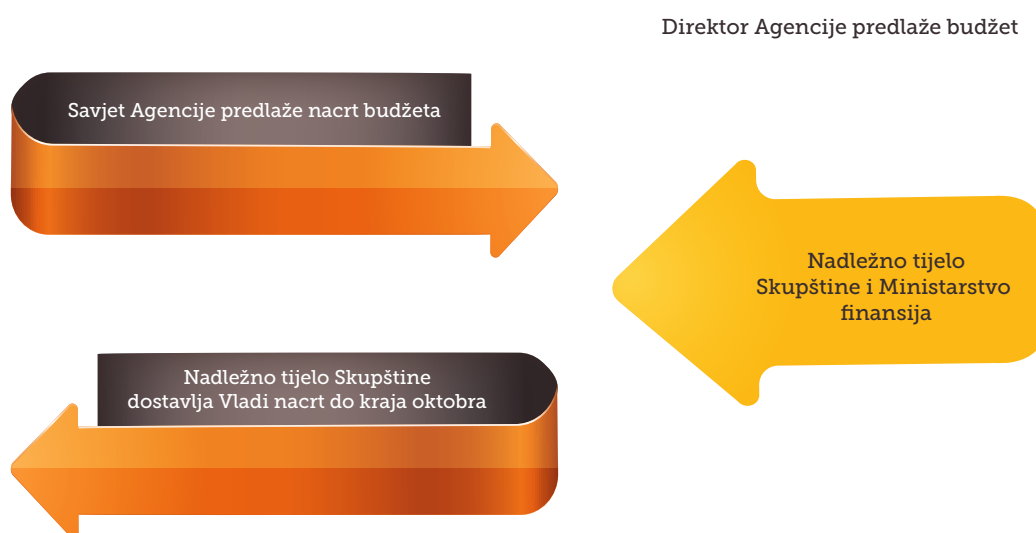 Direktor Agencije predlaže budžet
Savjet Agencije predlaže nacrt budžeta
Nadležno tijelo
Skupštine i Ministarstvo
finansija
Nadležno tijelo Skupštine
dostavlja Vladi nacrt do kraja oktobra